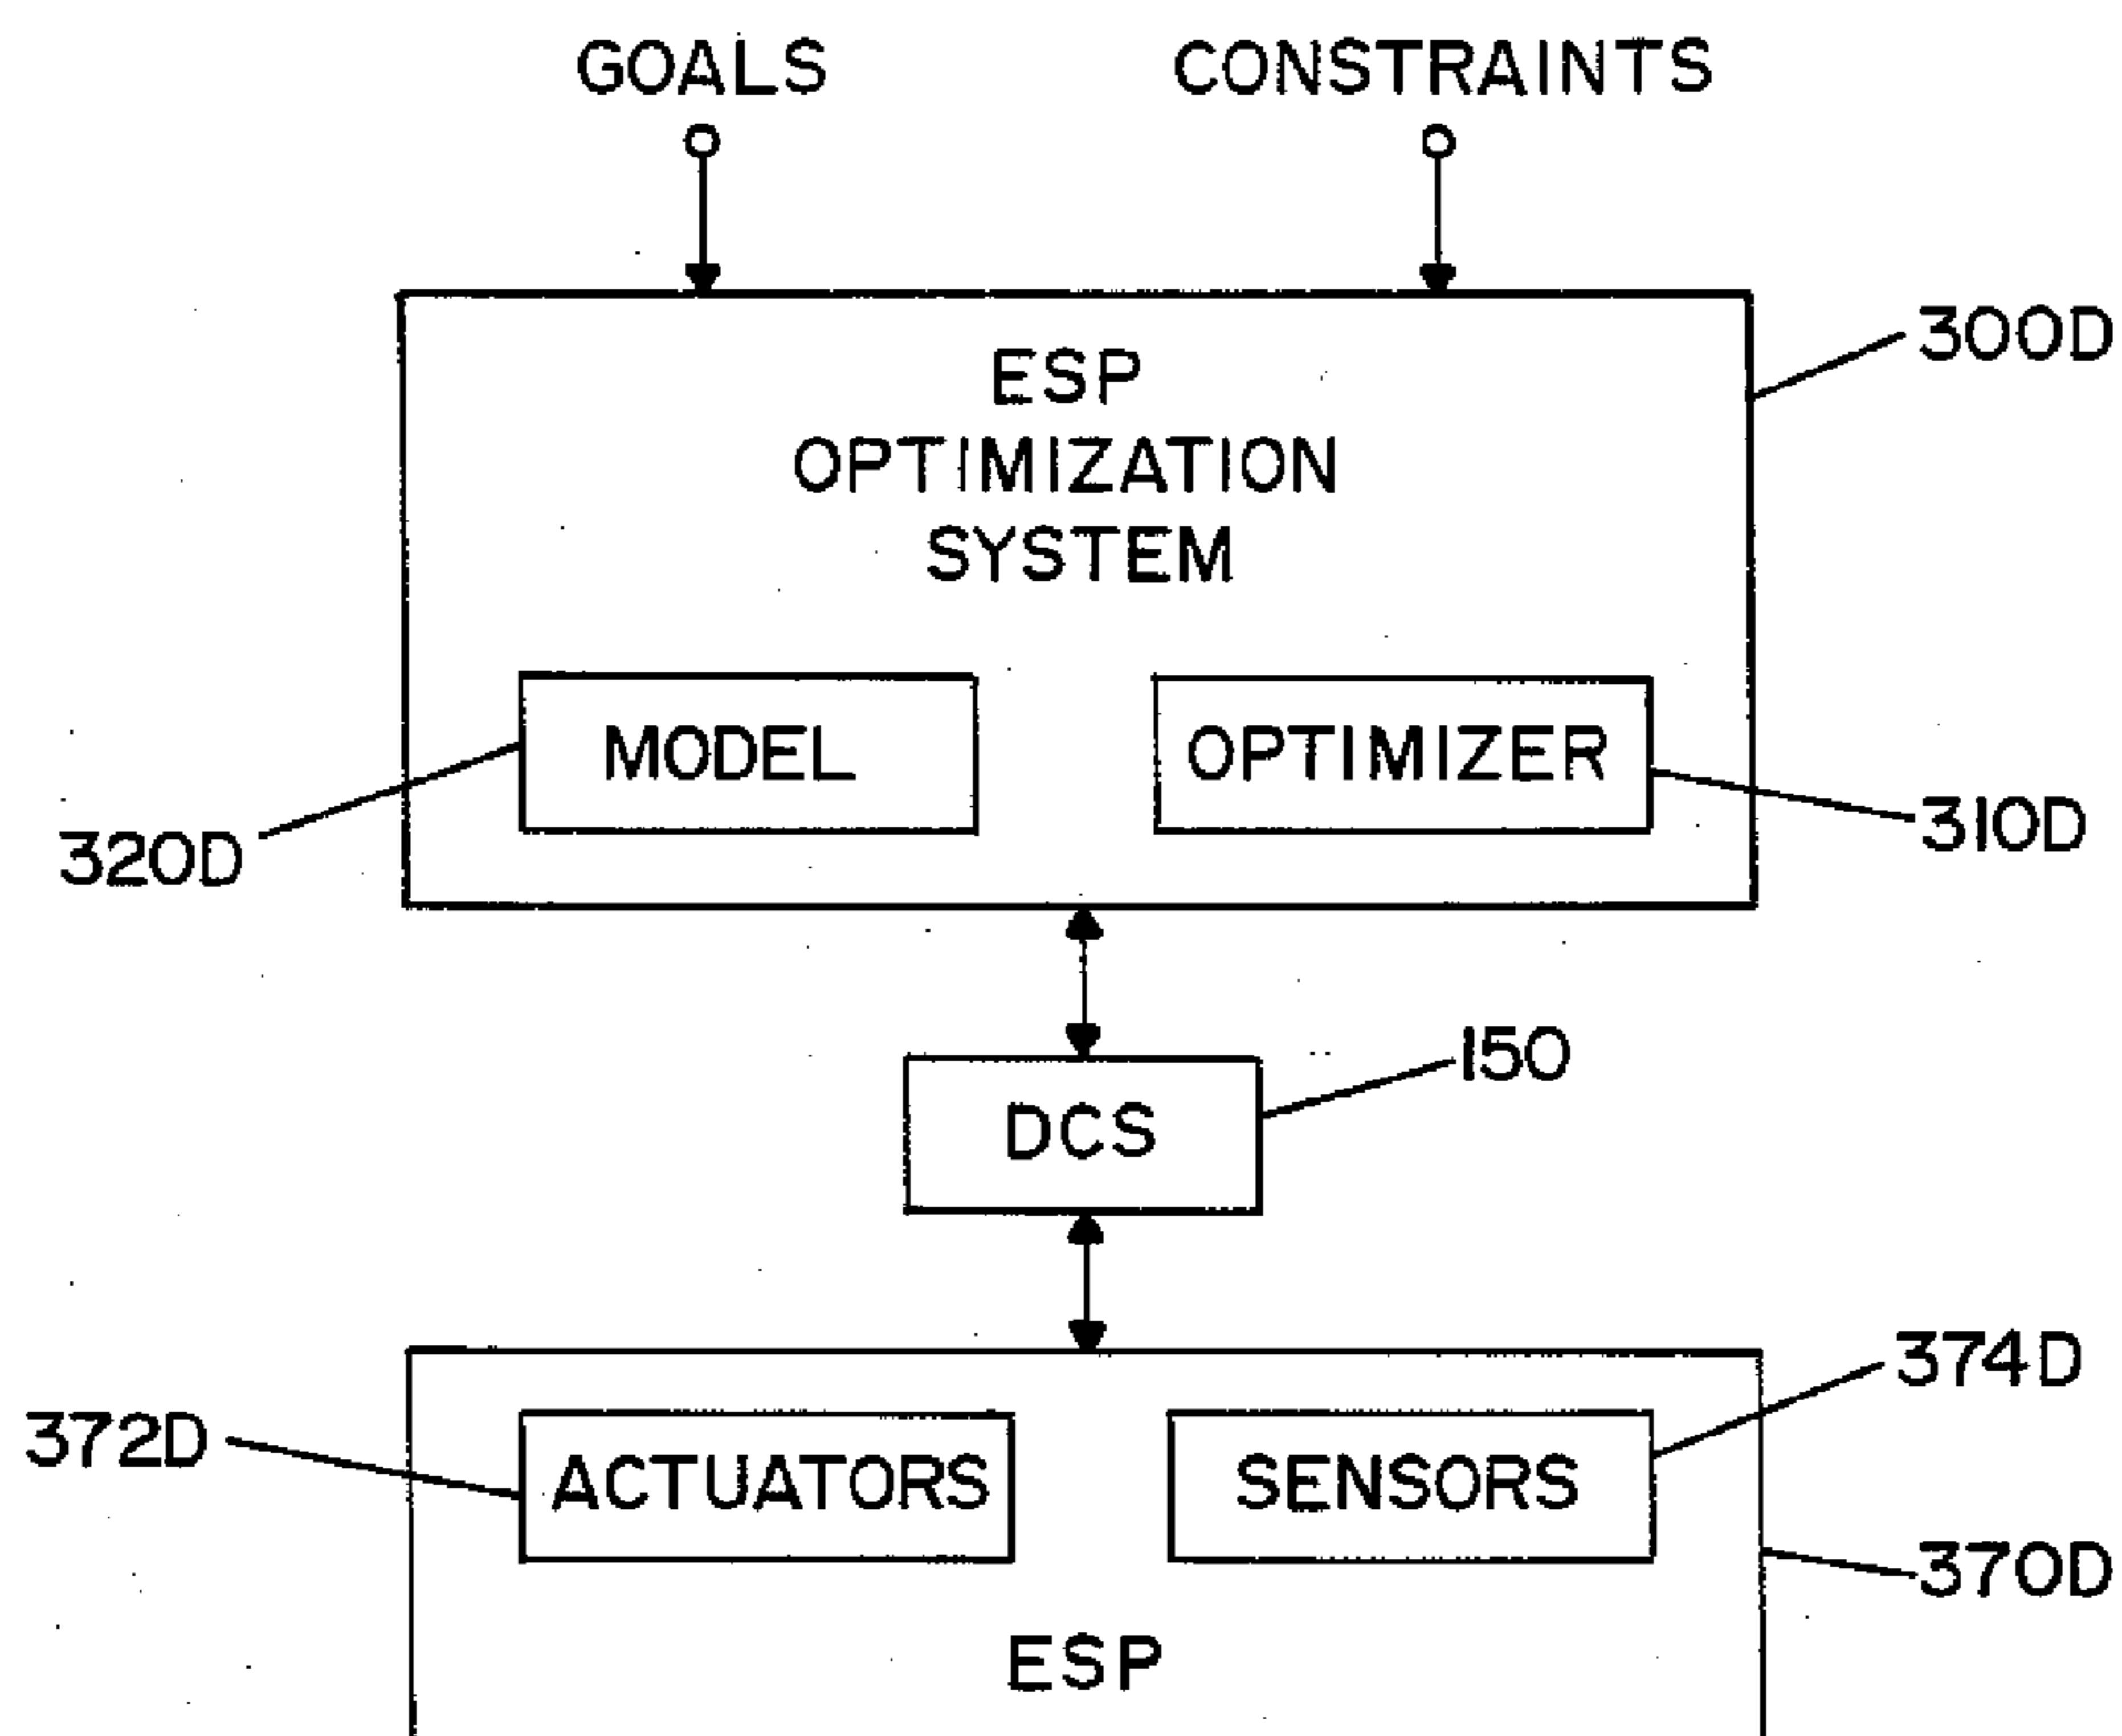 GOALS
CONSTRAINTS
300D
ESP
OPTIMIZATION
SYSTEM
MODEL
OPTIMIZER
320D
310D
150
DCS
374D
372D
ACTUATORS
SENSORS
370D
ESP